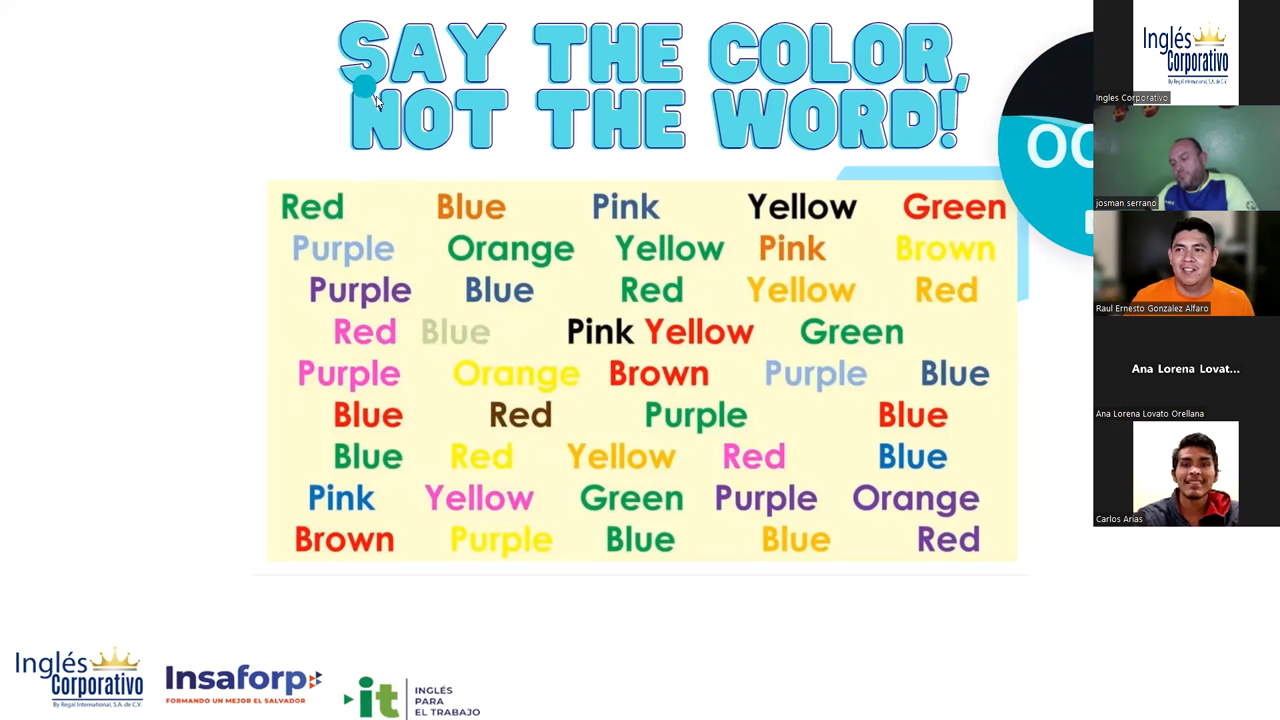 SAY THE COLOR,
NOT THE WORD!
Red Blue Pink Yellow Green
Purple Orange Yellow Pink Brown
Purple Blue Red Yellow Red
Red Blue Pink Yellow Green
Purple Orange Brown Purple Blue
Blue Red Purple Blue
Blue Red Yellow Red Blue
Pink Yellow Green Purple Orange
Brown Purple Blue Blue Red
Inglés
Corporativo
By Regal International, S.A. de C.V.
Insaforp
FORMANDO UN MEJOR EL SALVADOR
it
INGLÉS
PARA
EL TRABAJO
Inglés
Corporativo
By Regal International, S.A. de C.V.
Ingles Corporativo
josman serrano
Raul Ernesto Gonzalez Alfaro
Ana Lorena Lovat...
Ana Lorena Lovato Orellana
Carlos Arias